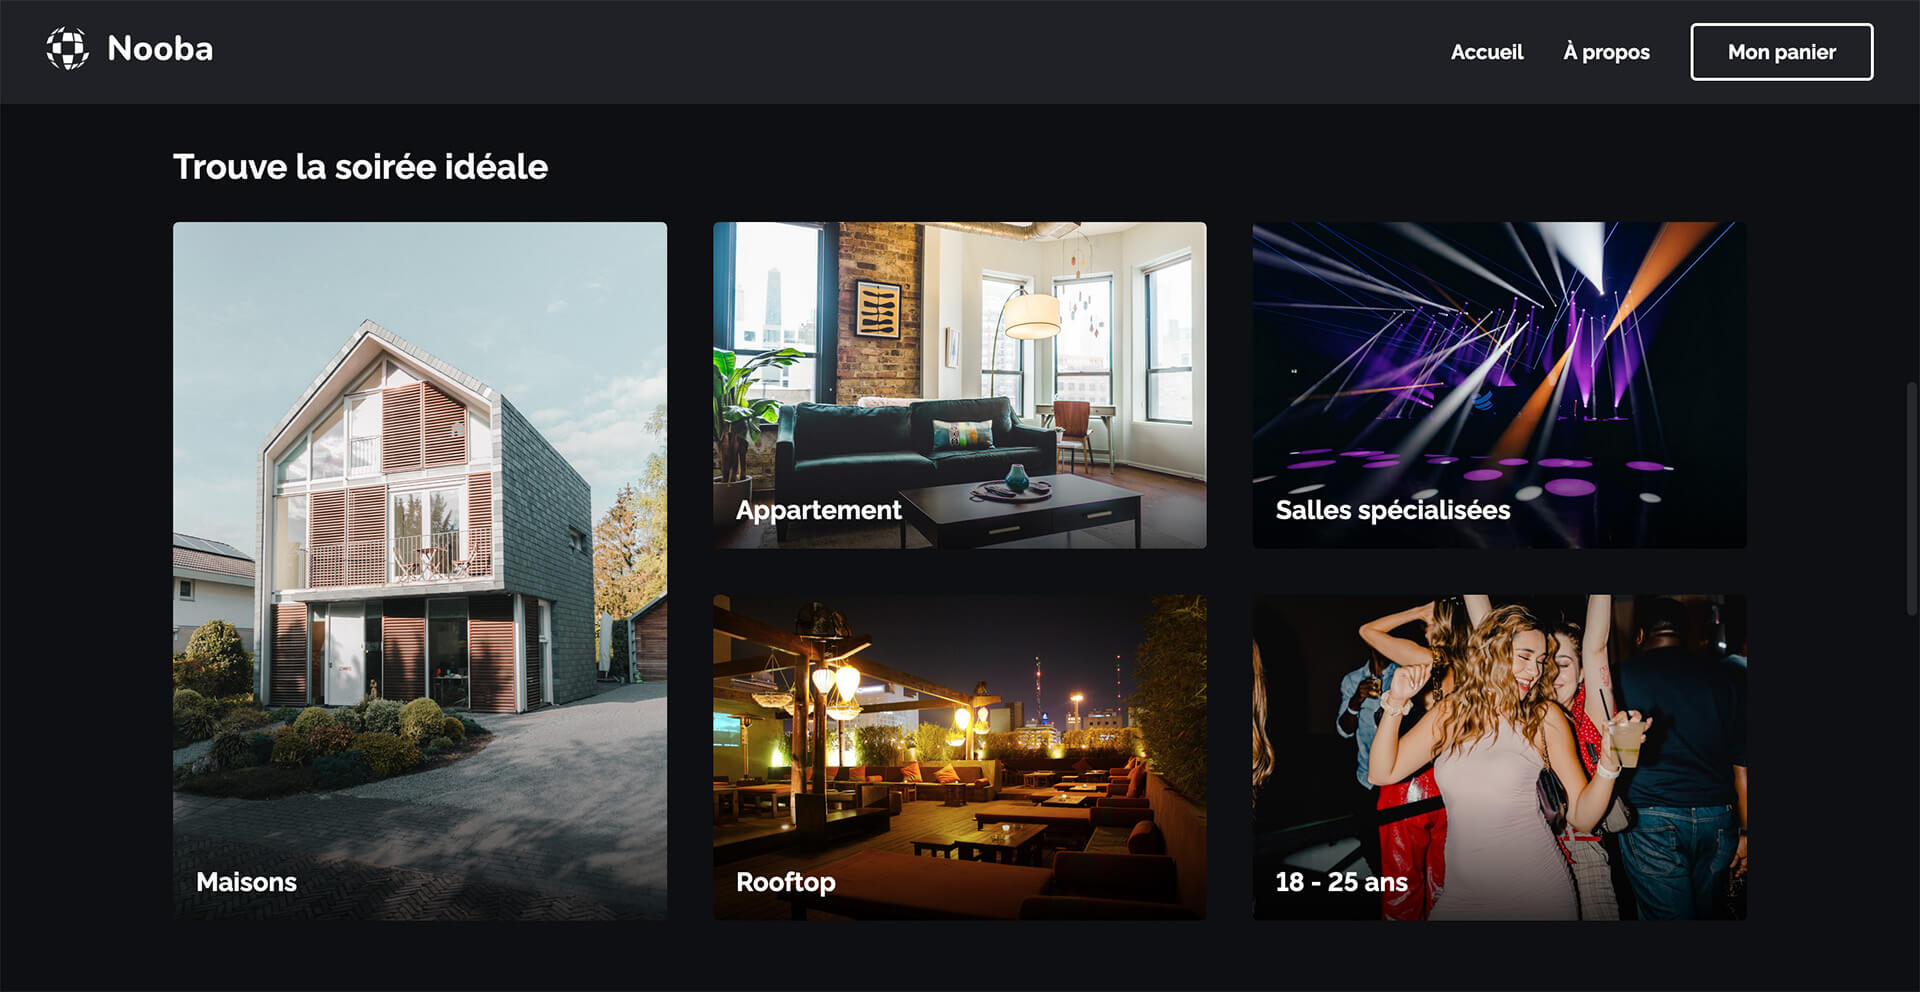 Nooba
Accueil
À propos
Mon panier
Trouve la soirée idéale
Appartement
Salles spécialisées
Maisons
Rooftop
18 - 25 ans